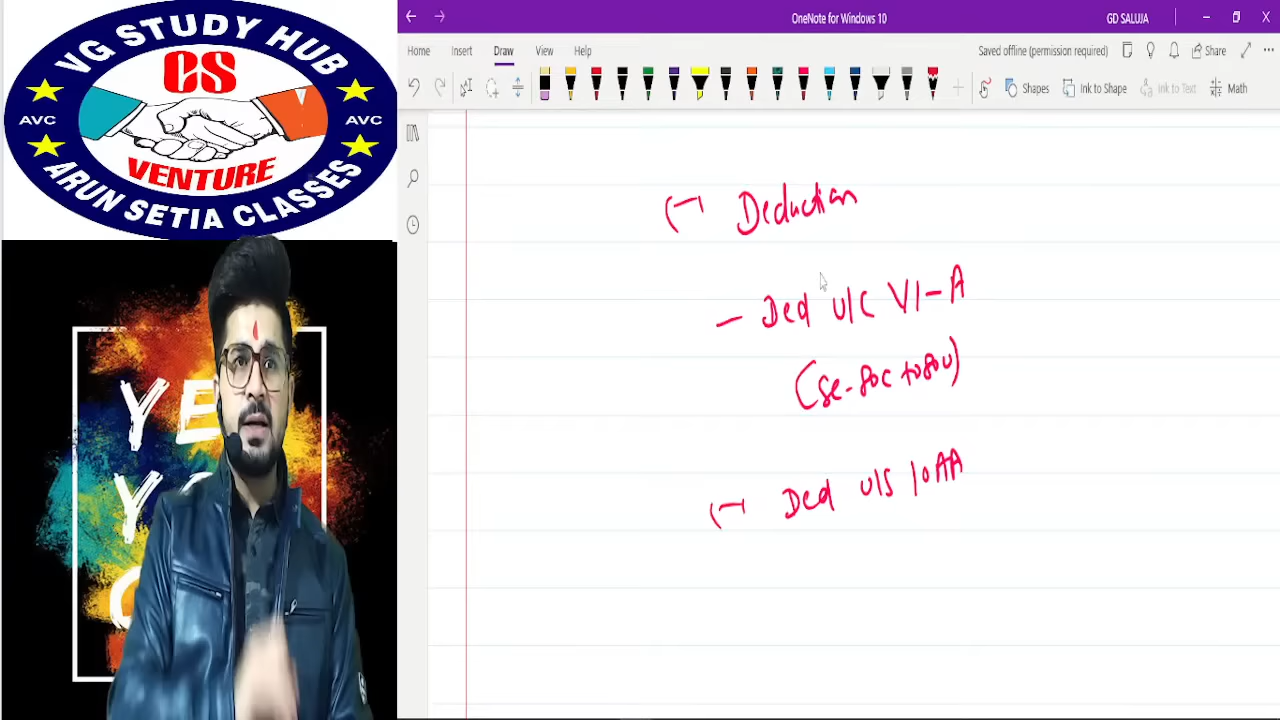 VG STUDY HUB
CS
AVC
AVC
VENTURE
ARUN SETIA CLASSES
YE
Y
OneNote for Windows 10
GD SALUJA
Home Insert Draw View Help
Saved offline (permission required)
Share
Shapes
Ink to Shape
Ink to Text
Math
(-) Deduction
- Ded u/c VI-A
(Se-80C to 80U)
(-) Ded u/s 10AA